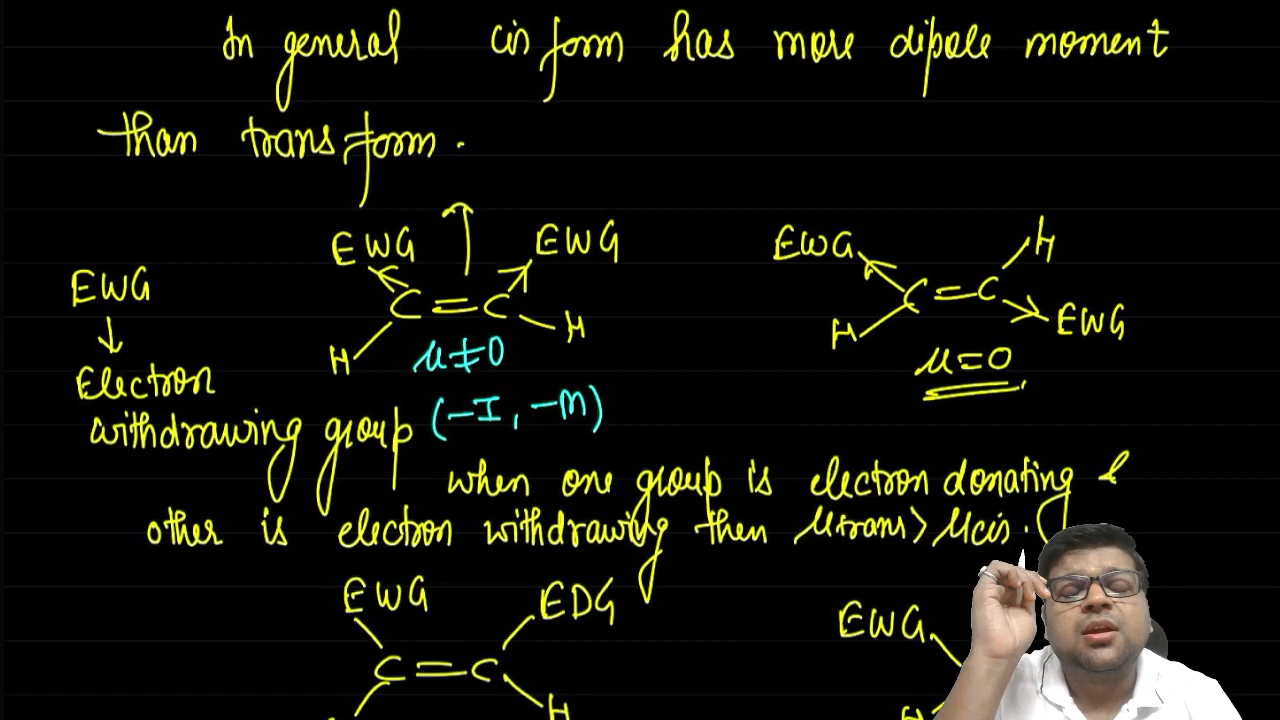 In general cis form has more dipole moment
than trans form.
EWG EWG EWG H
EWG C = C C = C
↓ H H H EWG
Electron μ≠0 μ=0
withdrawing group (-I, -M)
when one group is electron donating &
other is electron withdrawing then μtrans > μcis.
EWG EDG EWG
C = C
H